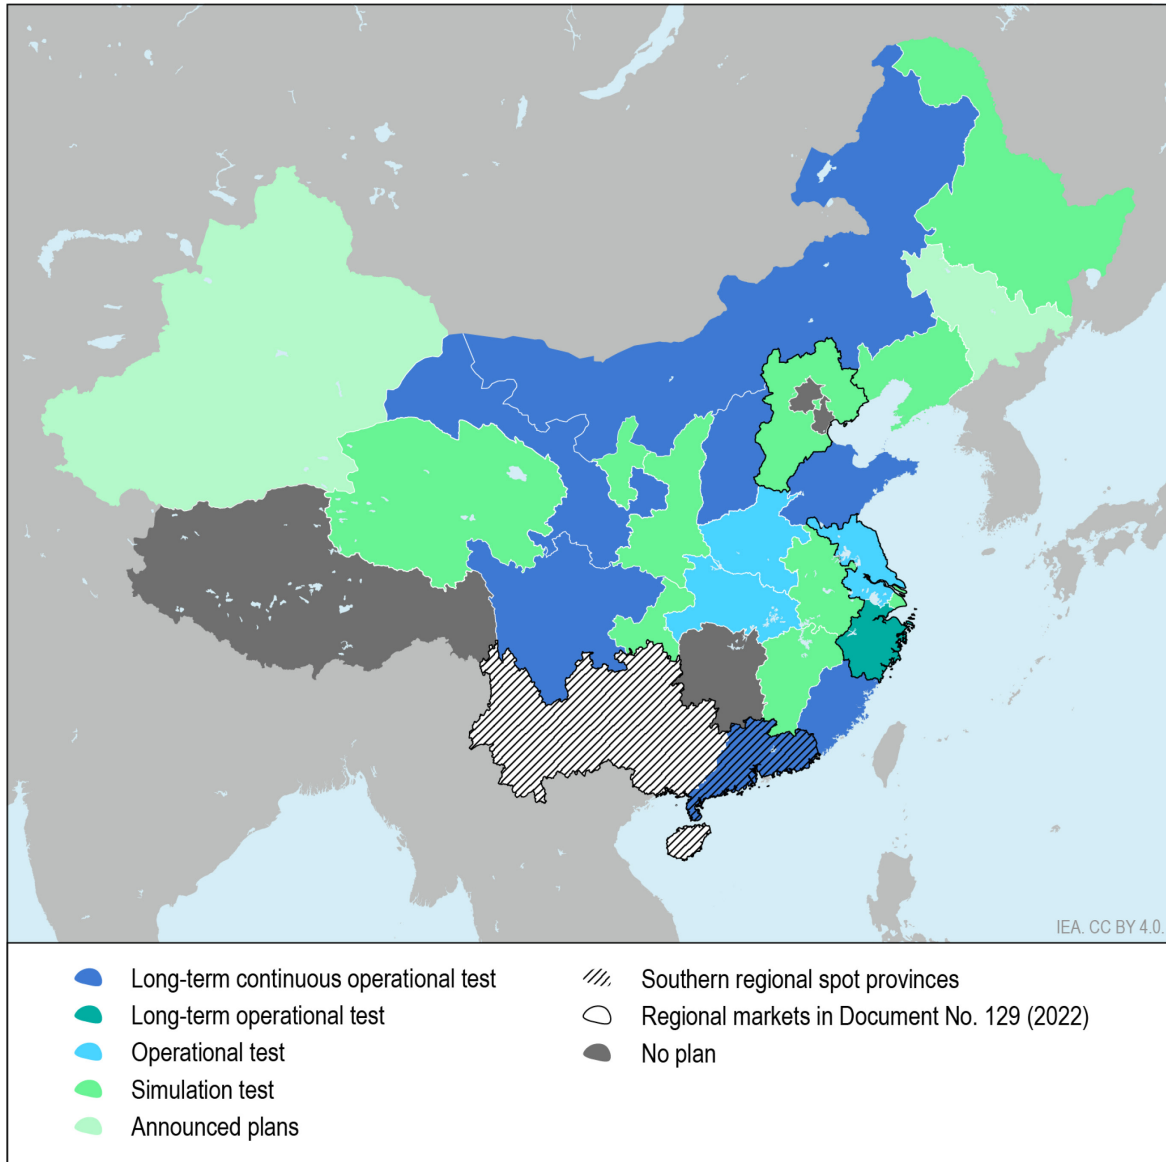 IEA. CC BY 4.0.
Long-term continuous operational test
Long-term operational test
Operational test
Simulation test
Announced plans
Southern regional spot provinces
Regional markets in Document No. 129 (2022)
No plan